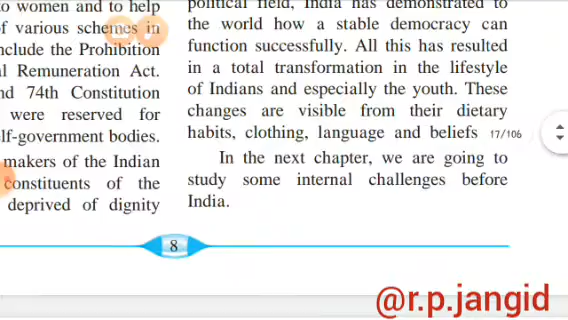 to women and to help
of various schemes in
nclude the Prohibition
l Remuneration Act.
nd 74th Constitution
were reserved for
lf-government bodies.
makers of the Indian
constituents of the
deprived of dignity
political field, India has demonstrated to
the world how a stable democracy can
function successfully. All this has resulted
in a total transformation in the lifestyle
of Indians and especially the youth. These
changes are visible from their dietary
habits, clothing, language and beliefs
17/106
In the next chapter, we are going to
study some internal challenges before
India.
8
@r.p.jangid